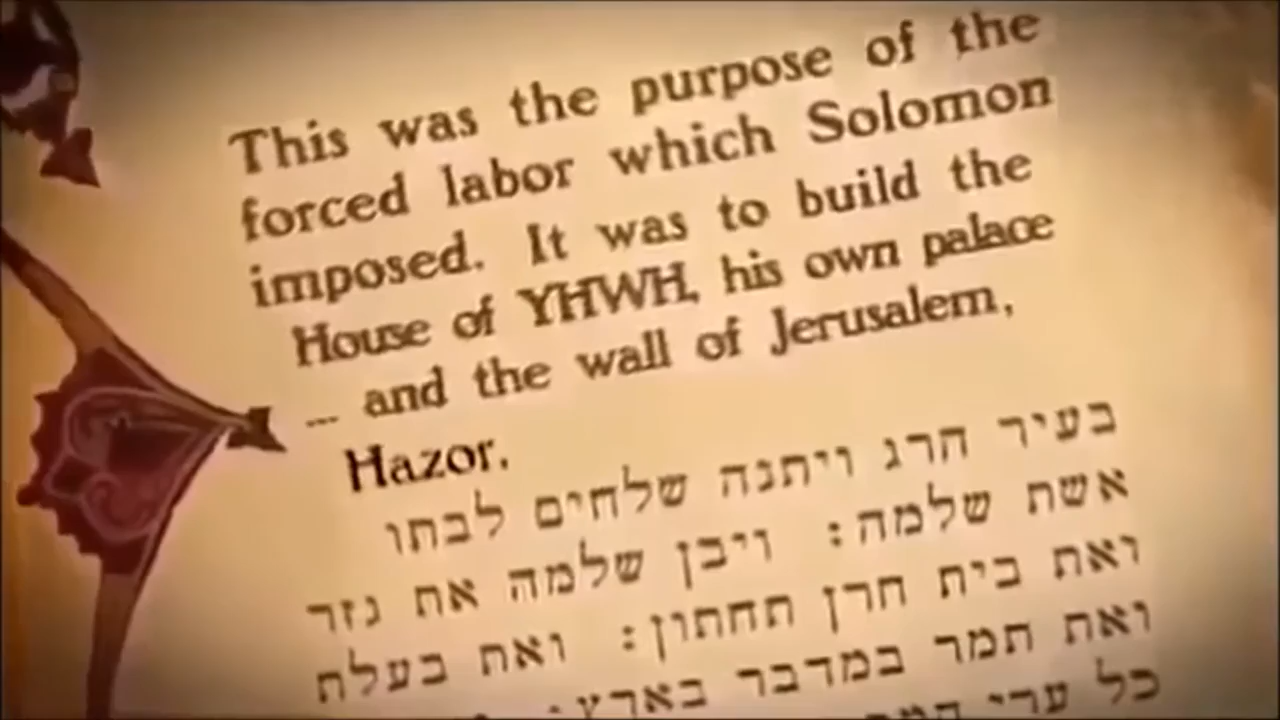 This was the purpose of the
forced labor which Solomon
imposed. It was to build the
House of YHWH, his own palace
... and the wall of Jerusalem,
Hazor.
בעיר הרג ויתנה שלחים לבתו
אשת שלמה: ויבן שלמה את גזר
ואת בית חרן תחתון: ואת בעלת
ואת תמר במדבר בארץ:
כל ערי